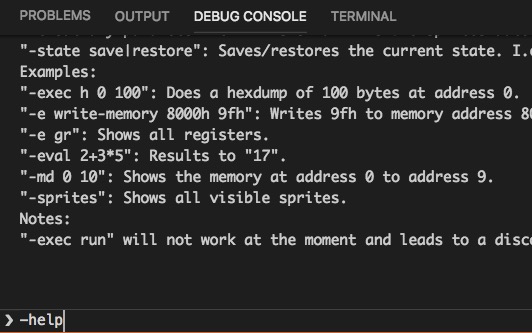 PROBLEMS OUTPUT DEBUG CONSOLE TERMINAL
"-state save|restore": Saves/restores the current state. I.
Examples:
"-exec h 0 100": Does a hexdump of 100 bytes at address 0.
"-e write-memory 8000h 9fh": Writes 9fh to memory address 80
"-e gr": Shows all registers.
"-eval 2+3*5": Results to "17".
"-md 0 10": Shows the memory at address 0 to address 9.
"-sprites": Shows all visible sprites.
Notes:
"-exec run" will not work at the moment and leads to a disc
❯ -help